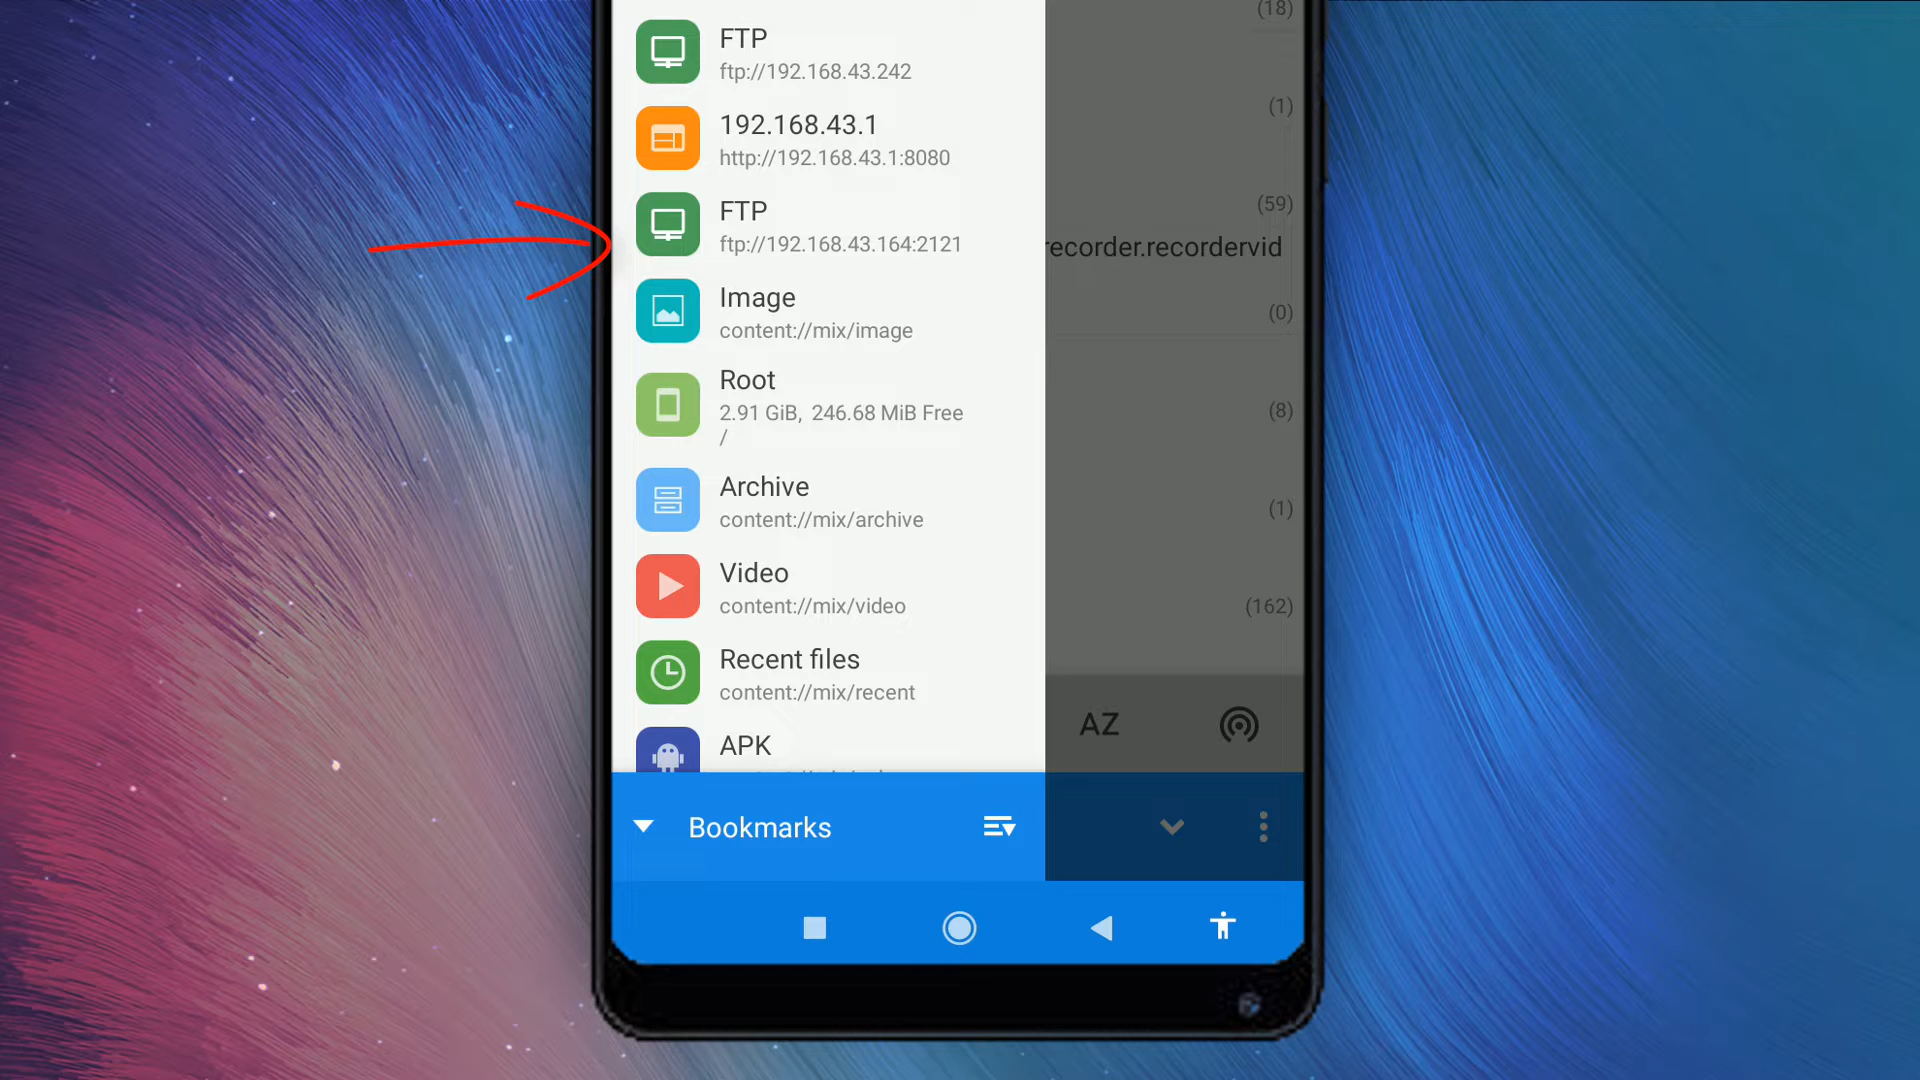 FTP
ftp://192.168.43.242
192.168.43.1
http://192.168.43.1:8080
FTP
ftp://192.168.43.164:2121
Image
content://mix/image
Root
2.91 GiB, 246.68 MiB Free
/
Archive
content://mix/archive
Video
content://mix/video
Recent files
content://mix/recent
APK
Bookmarks
(18)
(1)
(59)
recorder.recordervid
(0)
(8)
(1)
(162)
AZ